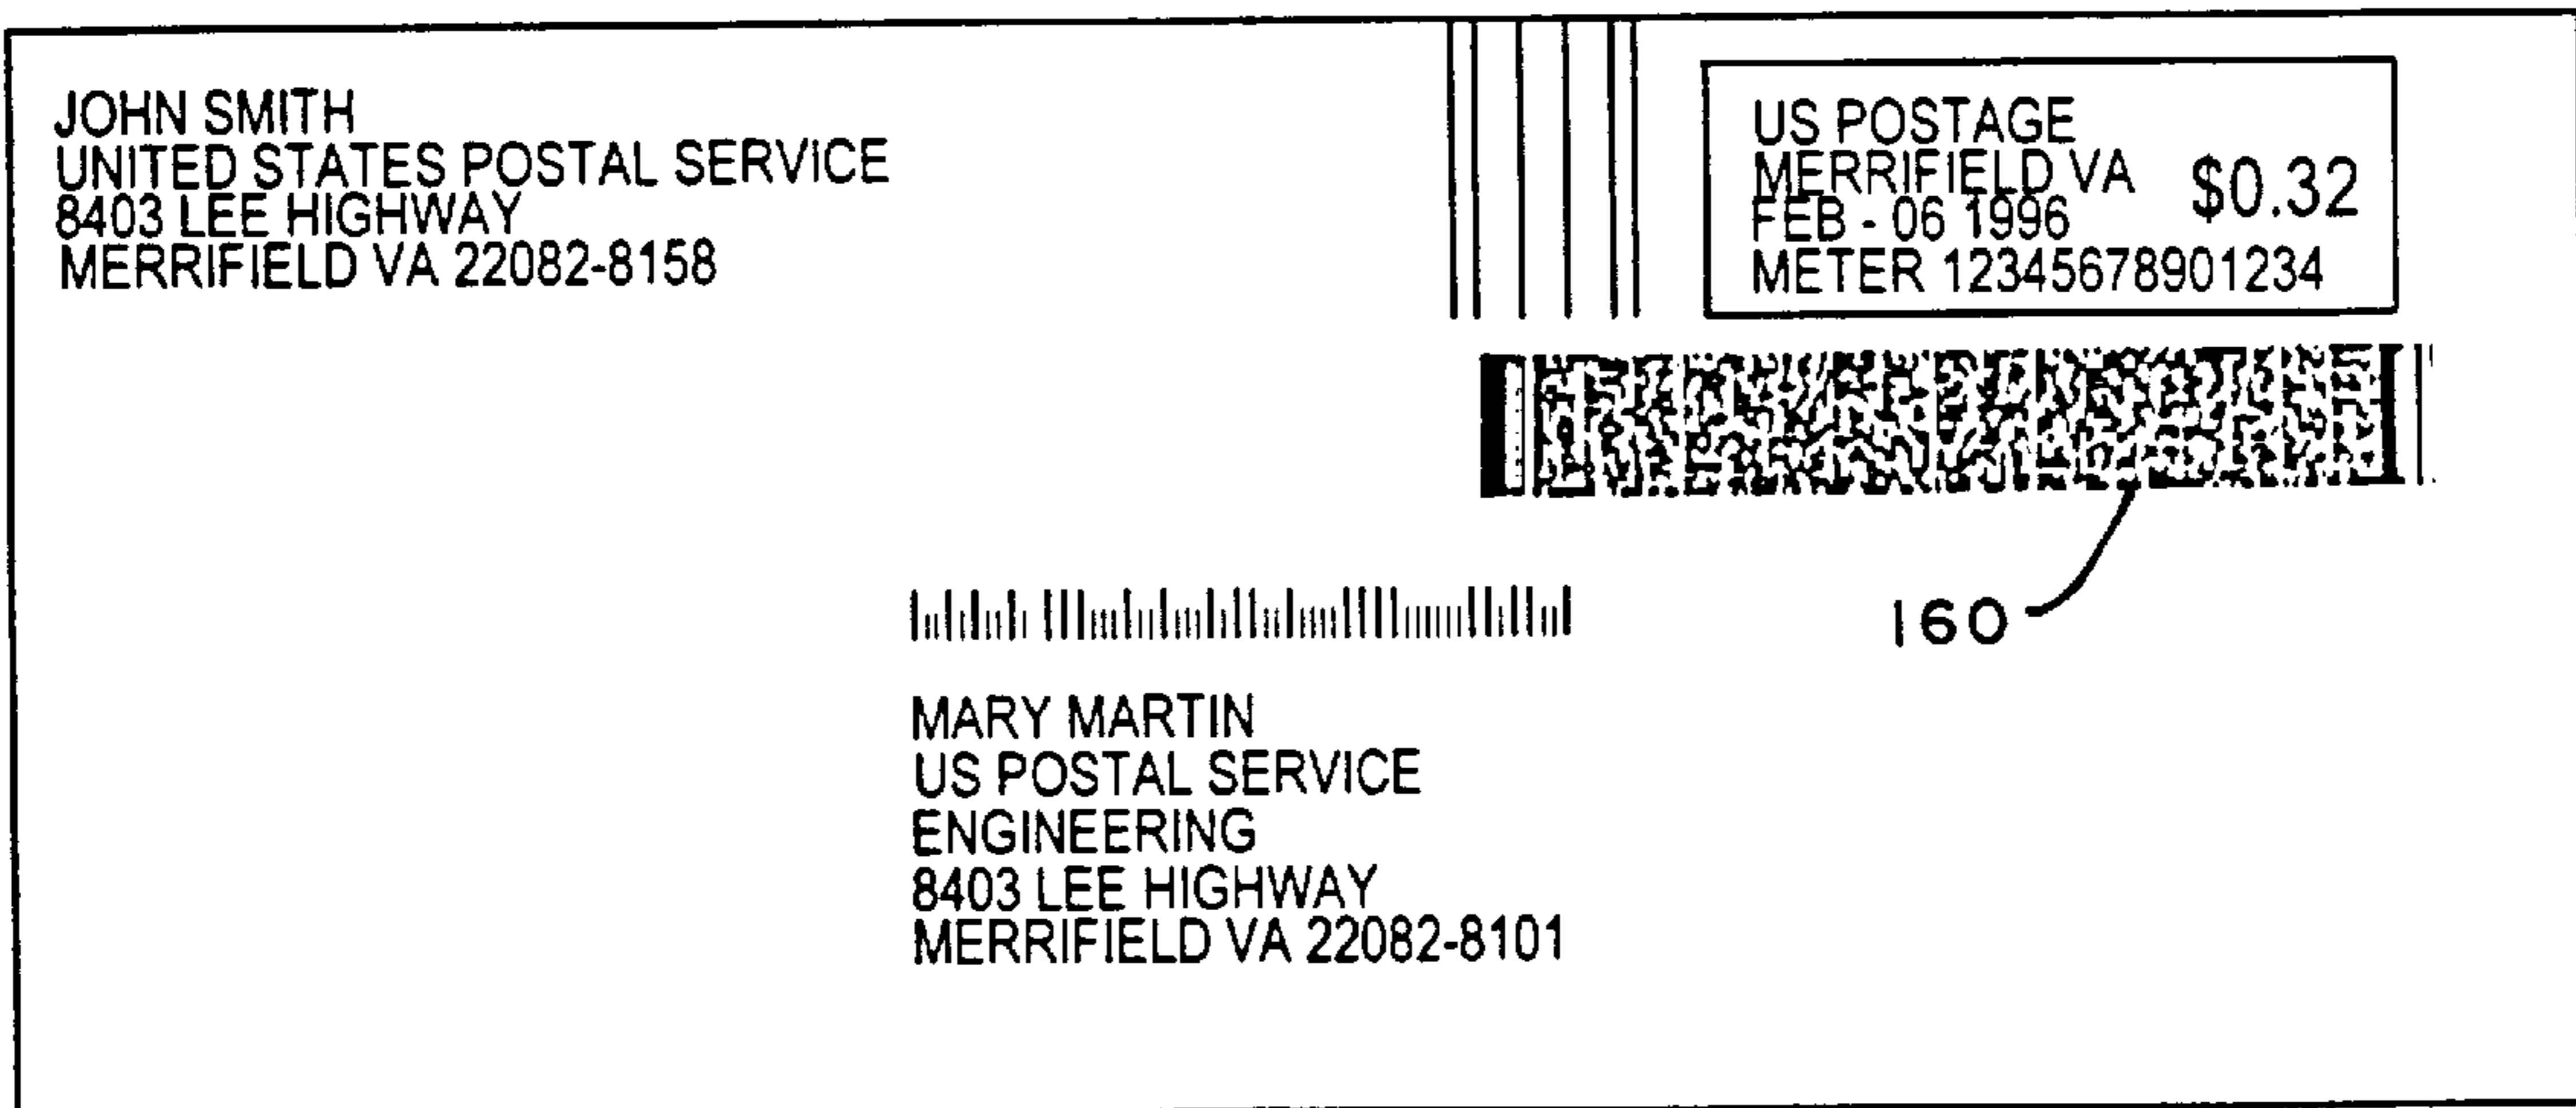 JOHN SMITH
UNITED STATES POSTAL SERVICE
8403 LEE HIGHWAY
MERRIFIELD VA 22082-8158
US POSTAGE
MERRIFIELD VA $0.32
FEB - 06 1996
METER 12345678901234
160
MARY MARTIN
US POSTAL SERVICE
ENGINEERING
8403 LEE HIGHWAY
MERRIFIELD VA 22082-8101